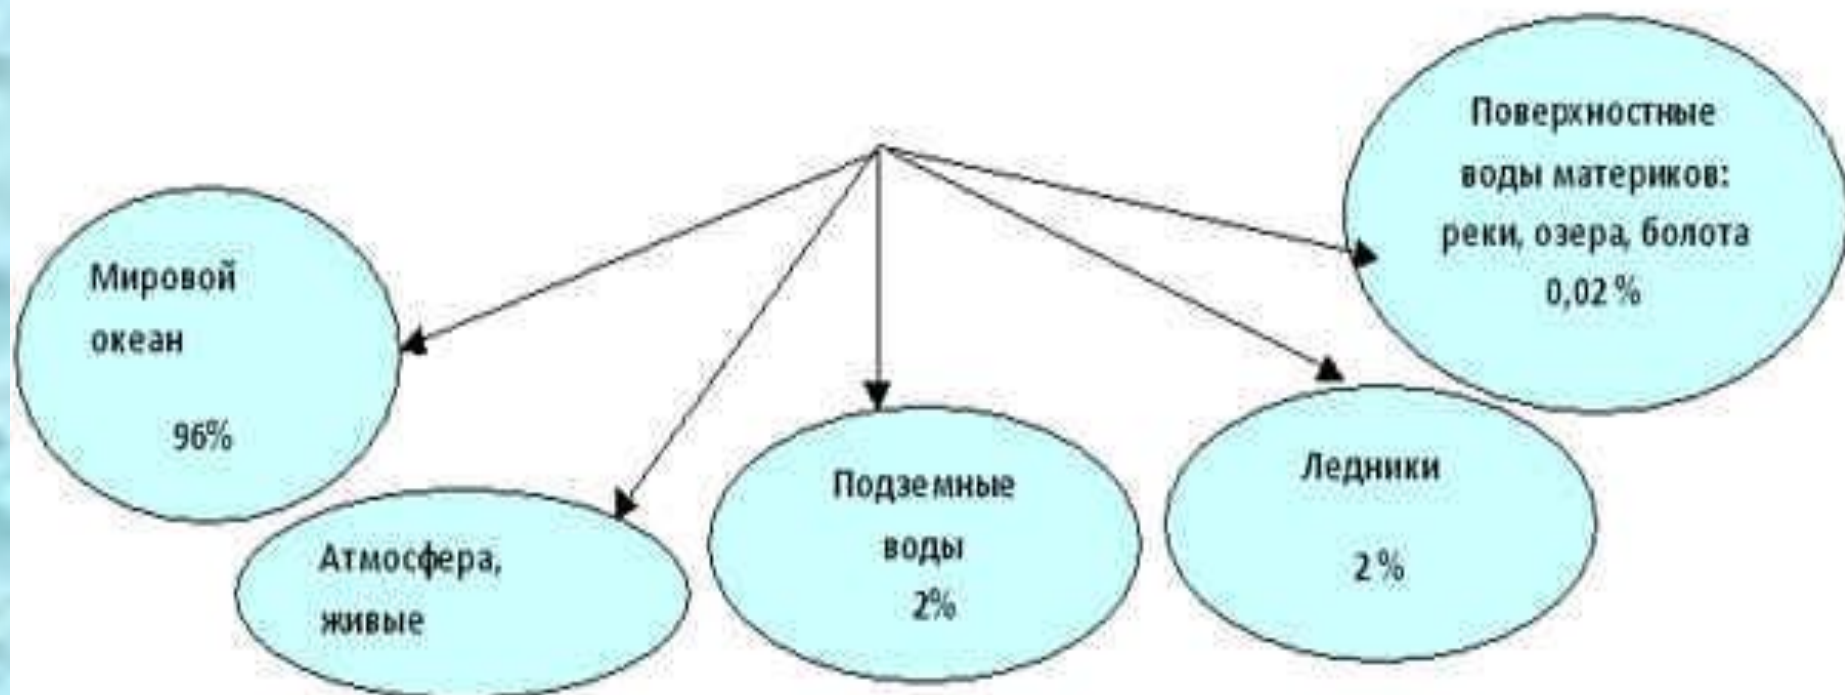 Мировой
океан
96%
Атмосфера,
живые
Подземные
воды
2%
Ледники
2 %
Поверхностные
воды материков:
реки, озера, болота
0,02 %